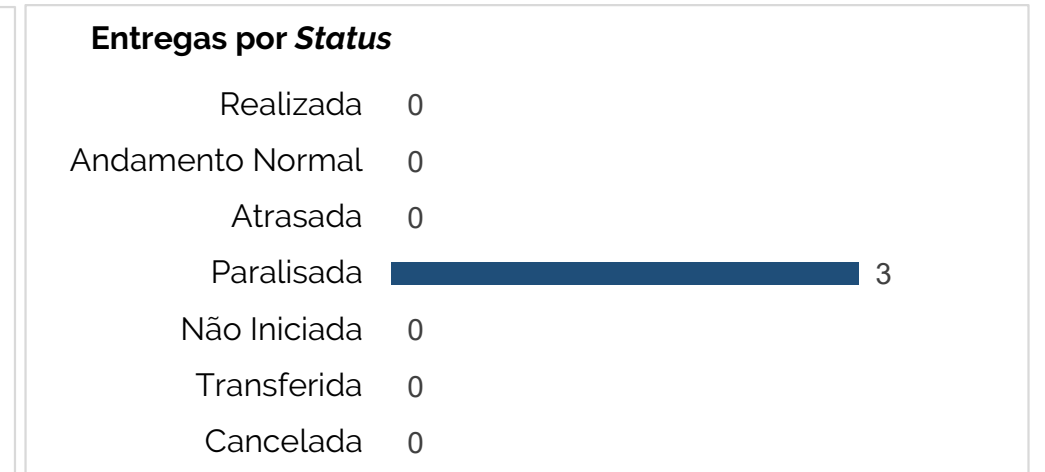 Entregas por Status
Realizada 0
Andamento Normal 0
Atrasada 0
Paralisada 3
Não Iniciada 0
Transferida 0
Cancelada 0